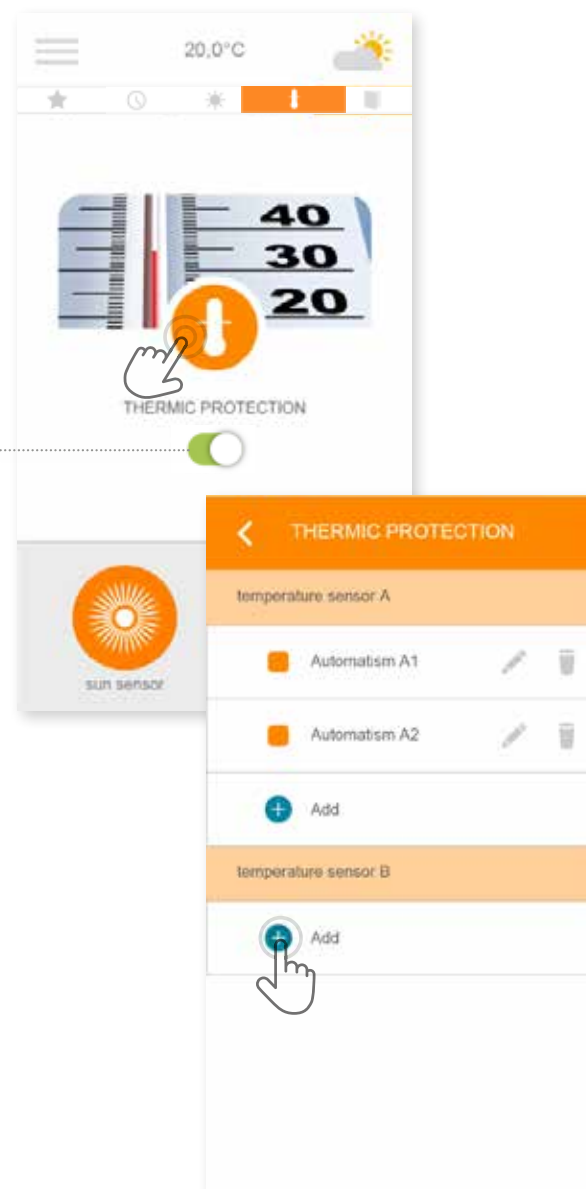 20,0°C
40
30
20
THERMIC PROTECTION
sun sensor
THERMIC PROTECTION
temperature sensor A
Automatism A1
Automatism A2
Add
temperature sensor B
Add